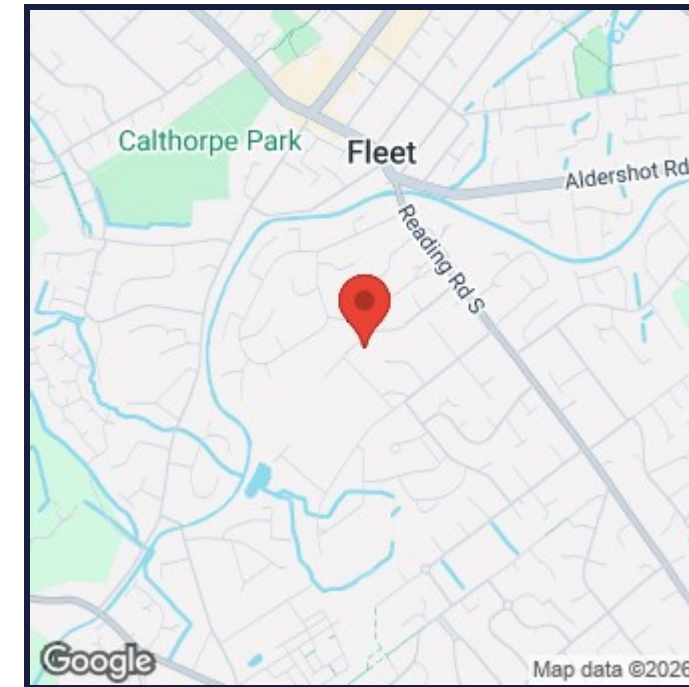 Calthorpe Park
Fleet
Aldershot Rd
Reading Rd S
Google
Map data ©2026